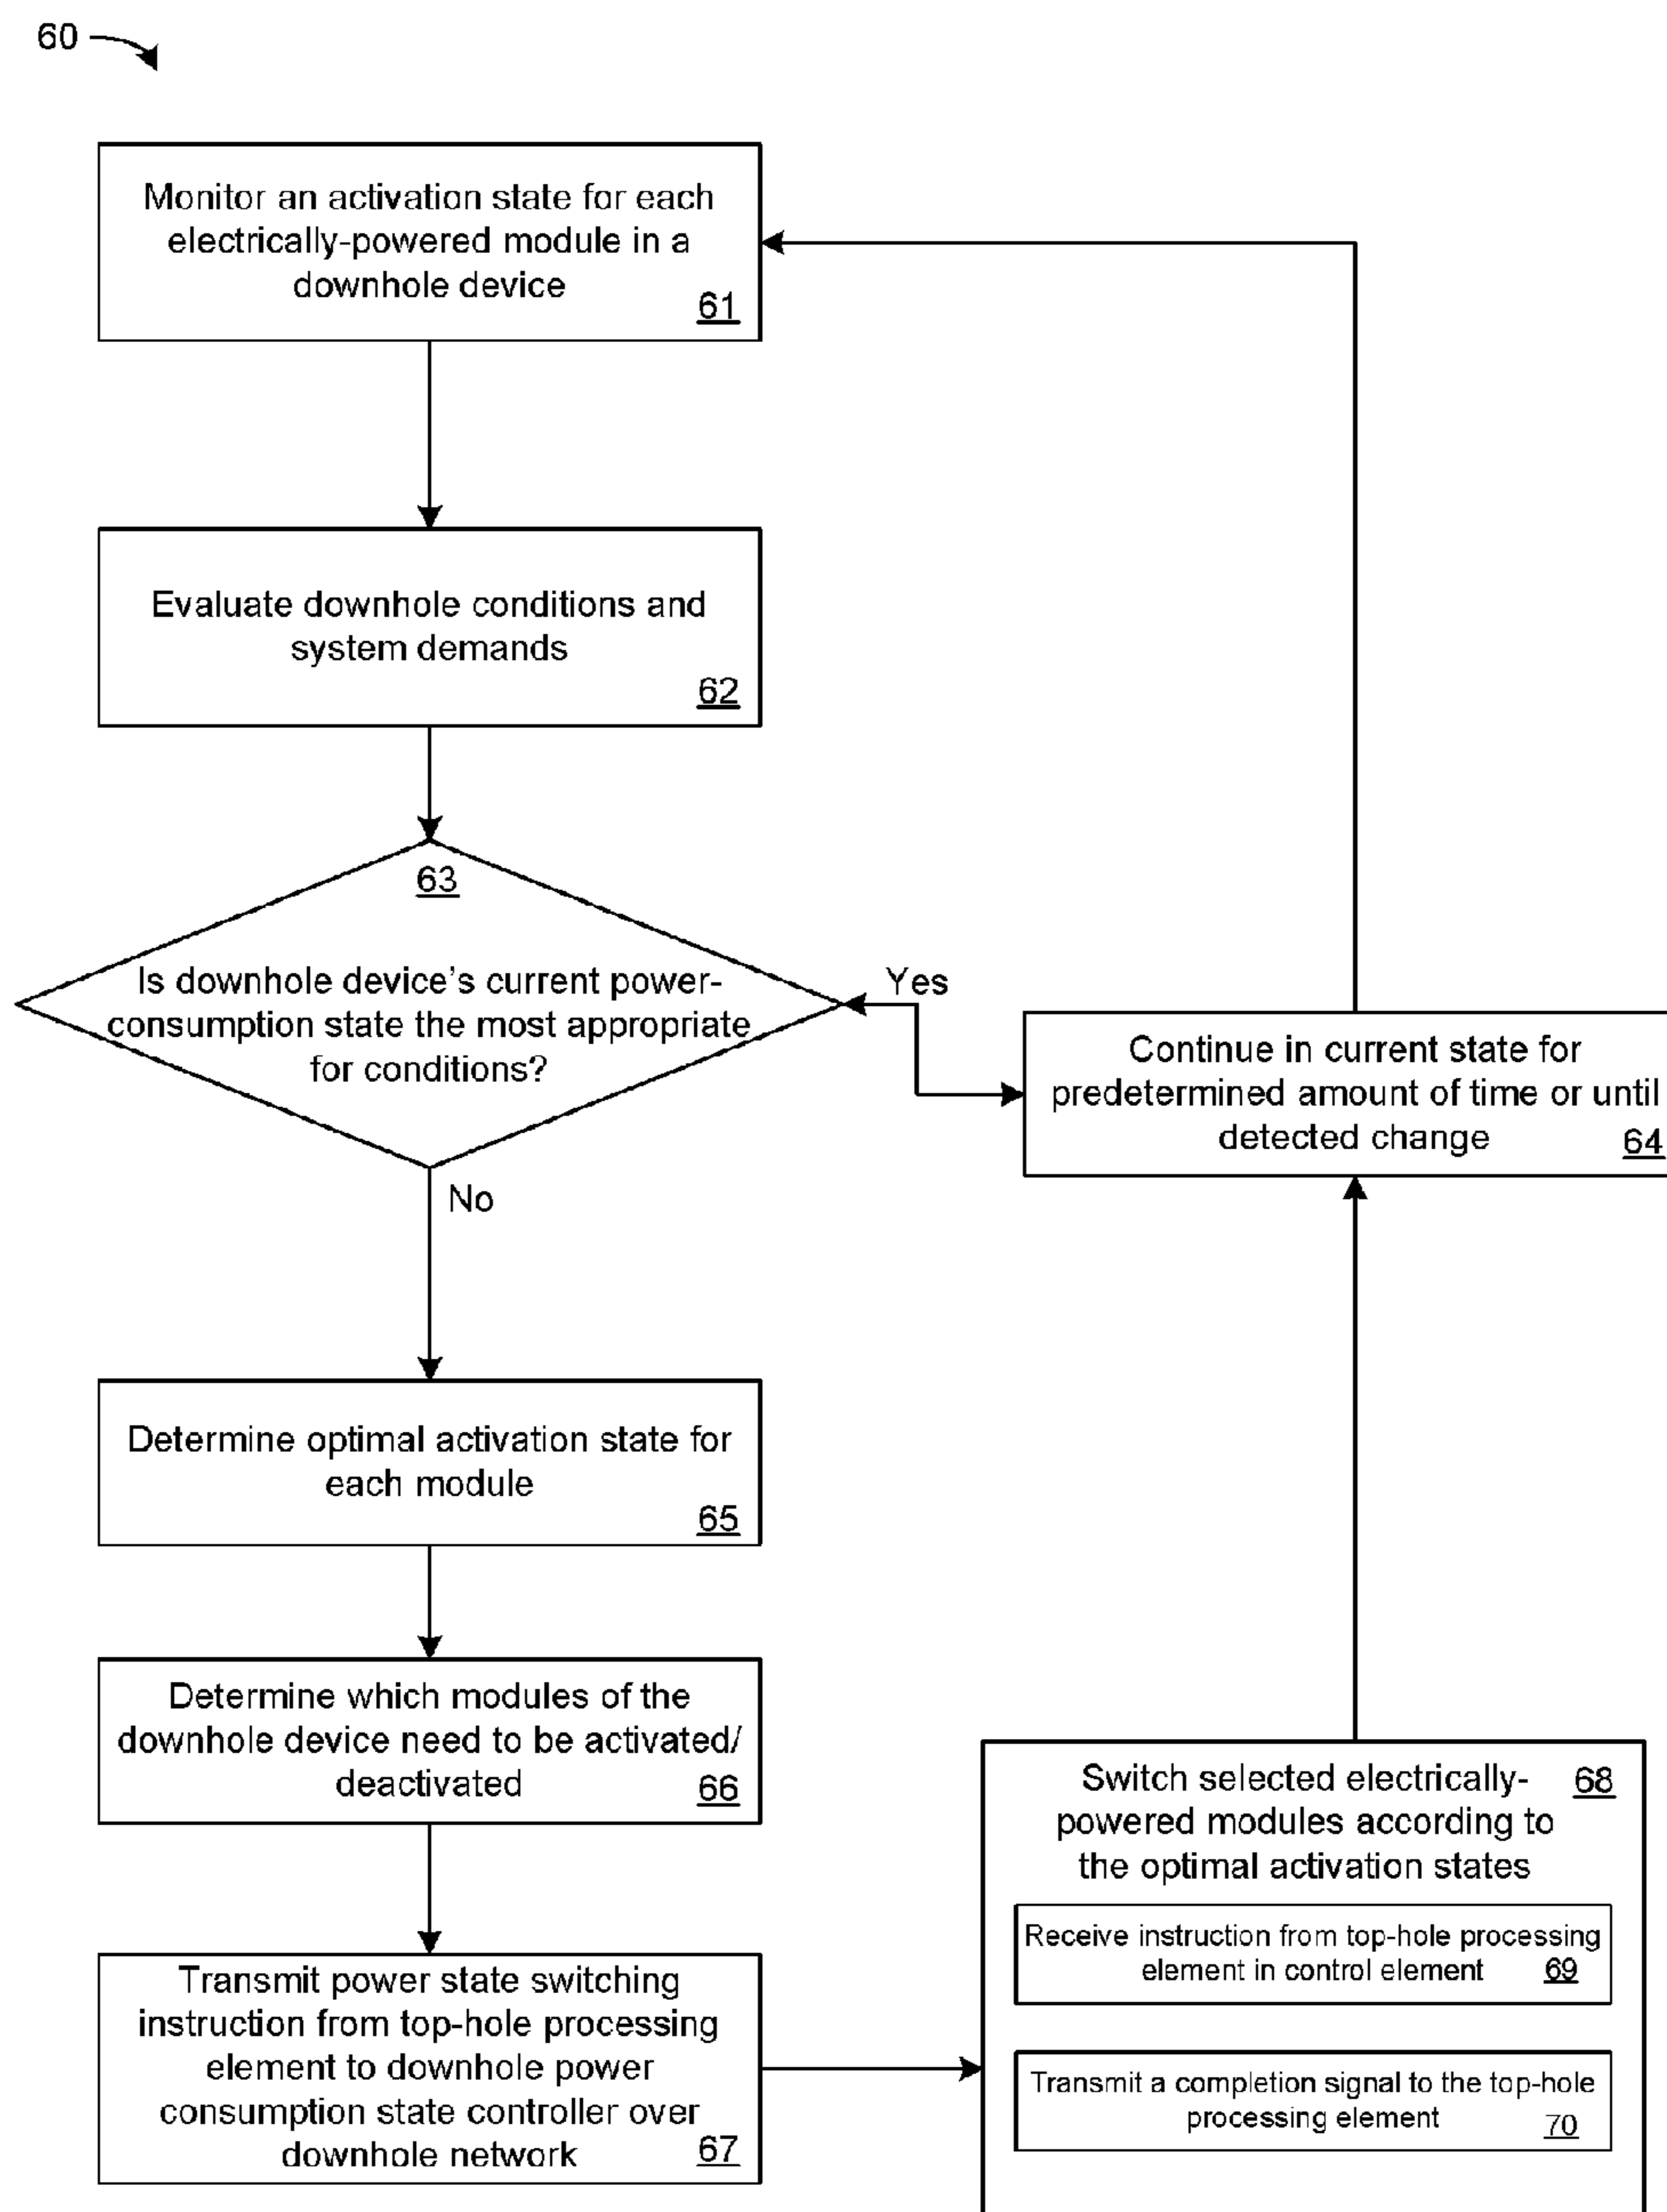 60
Monitor an activation state for each
electrically-powered module in a
downhole device
61
Evaluate downhole conditions and
system demands
62
63
Is downhole device's current power-
consumption state the most appropriate
for conditions?
Yes
No
Continue in current state for
predetermined amount of time or until
detected change
64
Determine optimal activation state for
each module
65
Determine which modules of the
downhole device need to be activated/
deactivated
66
Transmit power state switching
instruction from top-hole processing
element to downhole power
consumption state controller over
downhole network
67
Switch selected electrically-
powered modules according to
the optimal activation states
68
Receive instruction from top-hole processing
element in control element
69
Transmit a completion signal to the top-hole
processing element
70